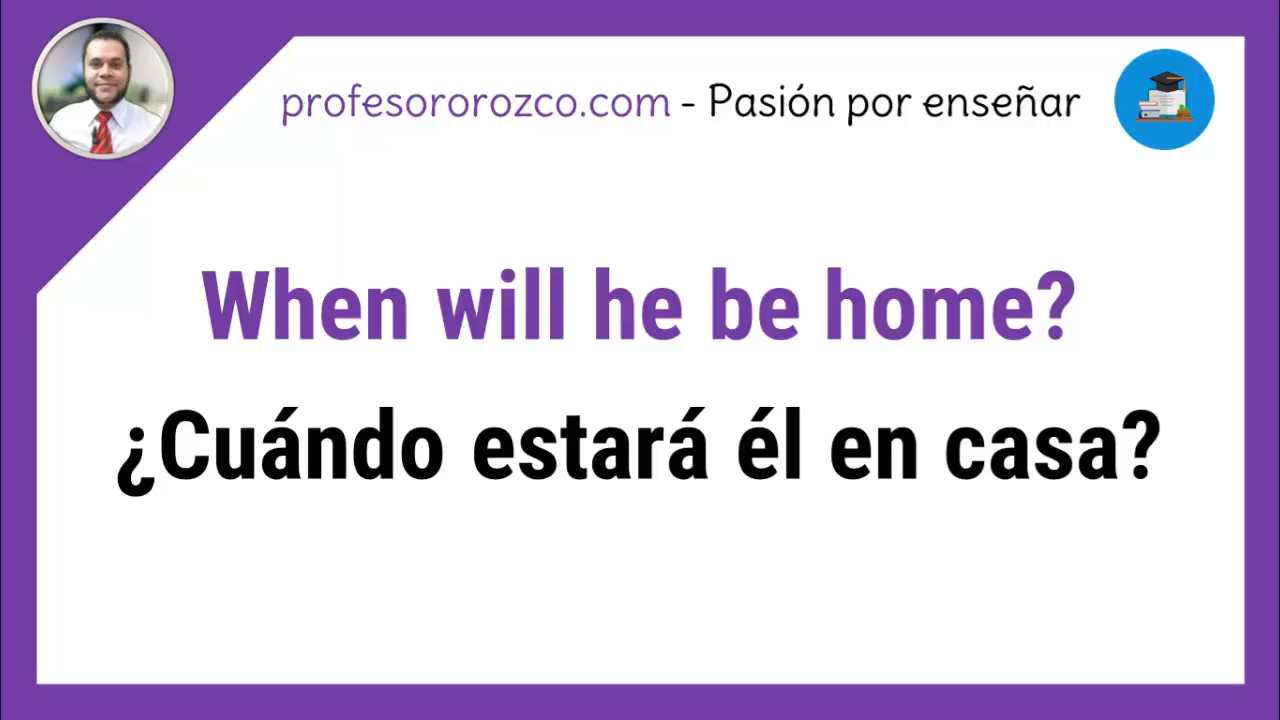 profesororozco.com - Pasión por enseñar
When will he be home?
¿Cuándo estará él en casa?